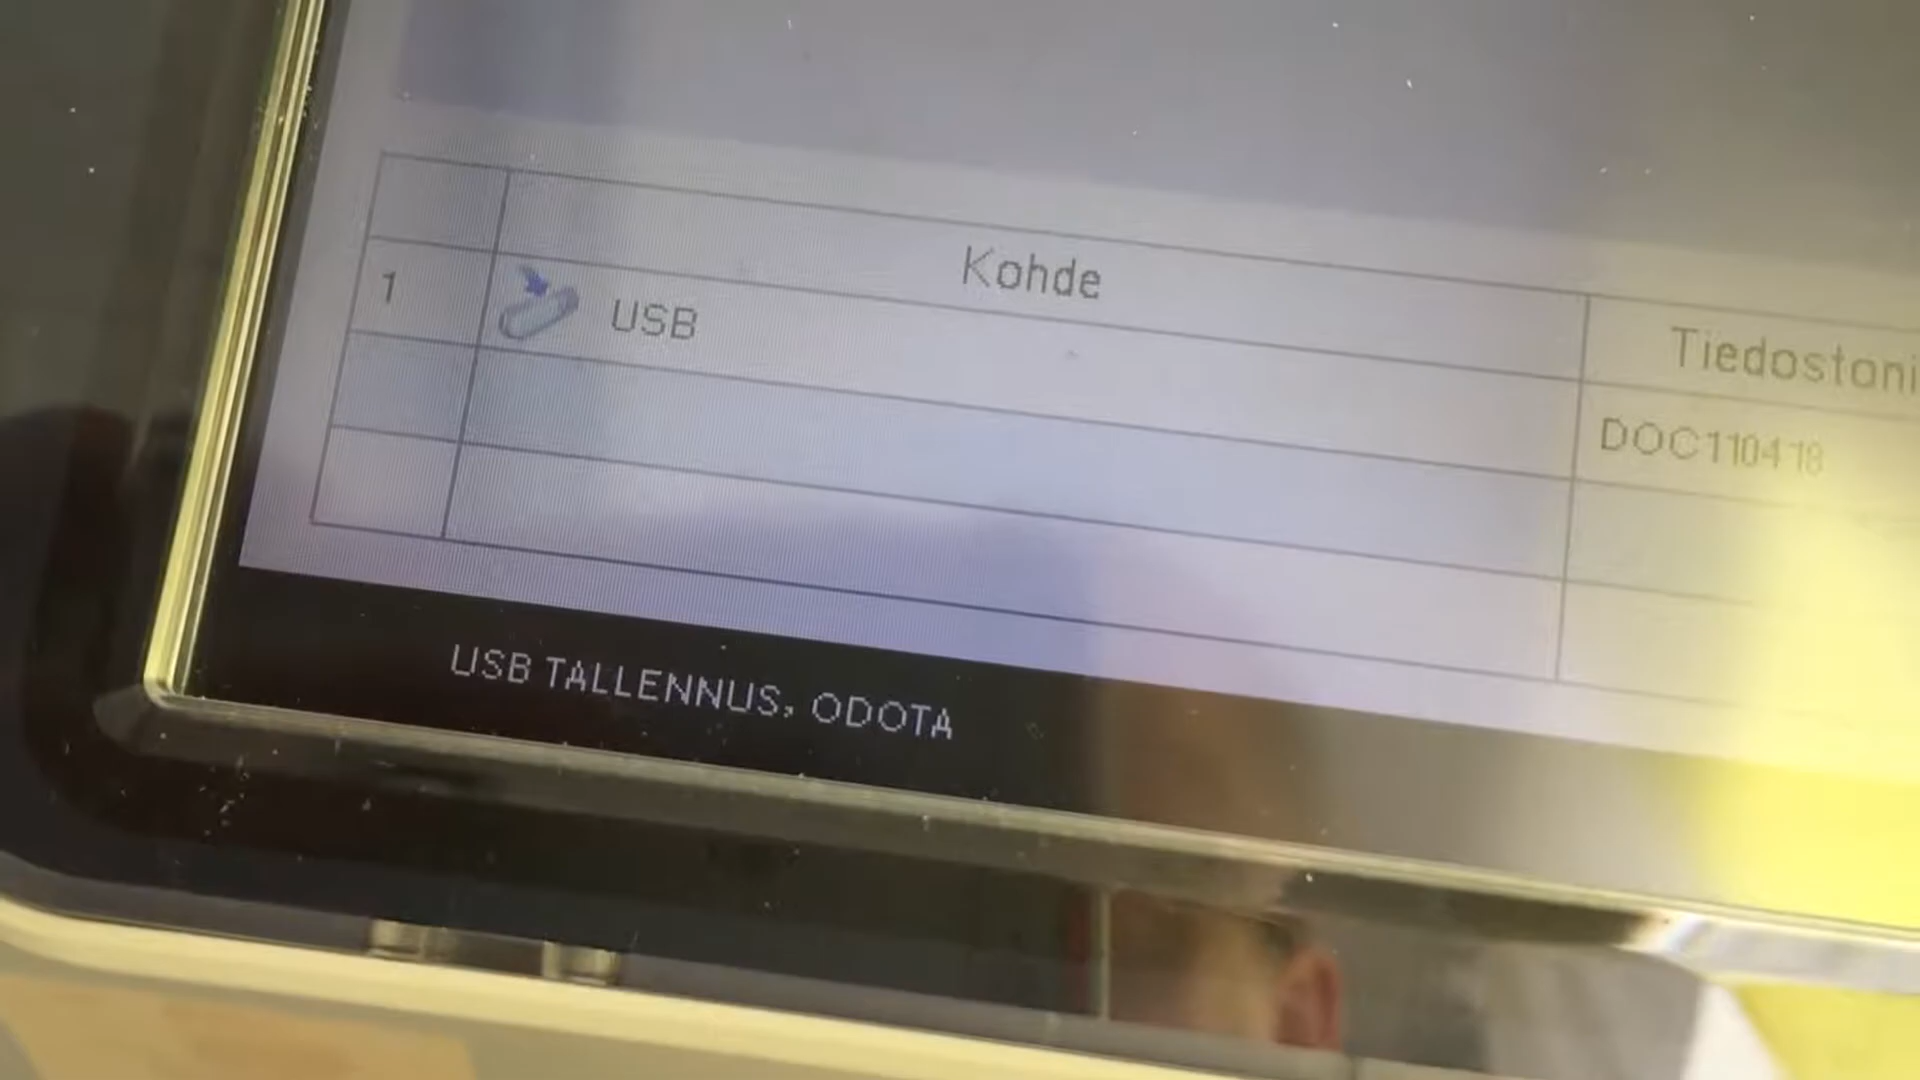 Kohde
Tiedostoni
1 USB
DOC110418
USB TALLENNUS, ODOTA